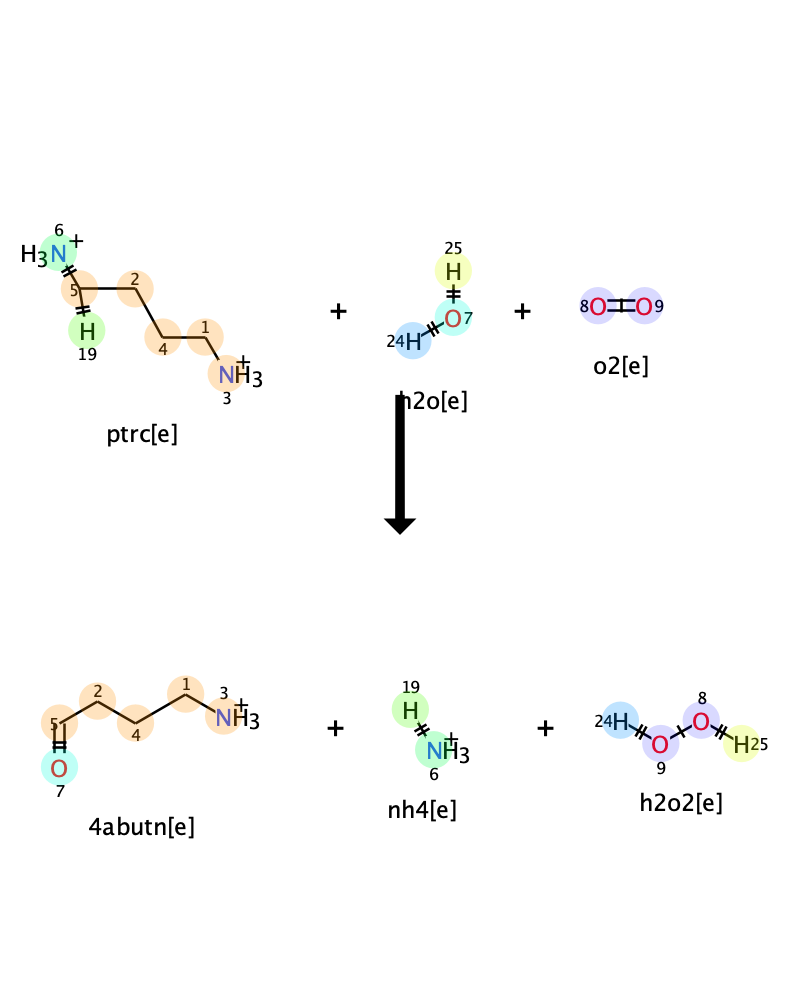 6
H3N+
5
2
H
19
4
1
NH3+
3
ptrc[e]
+
25
H
24H
O7
h2o[e]
+
8O
O9
o2[e]
5
2
4
1
3
NH3+
O
7
4abutn[e]
+
19
H
NH3+
6
nh4[e]
+
24H
O
9
8
O
H25
h2o2[e]